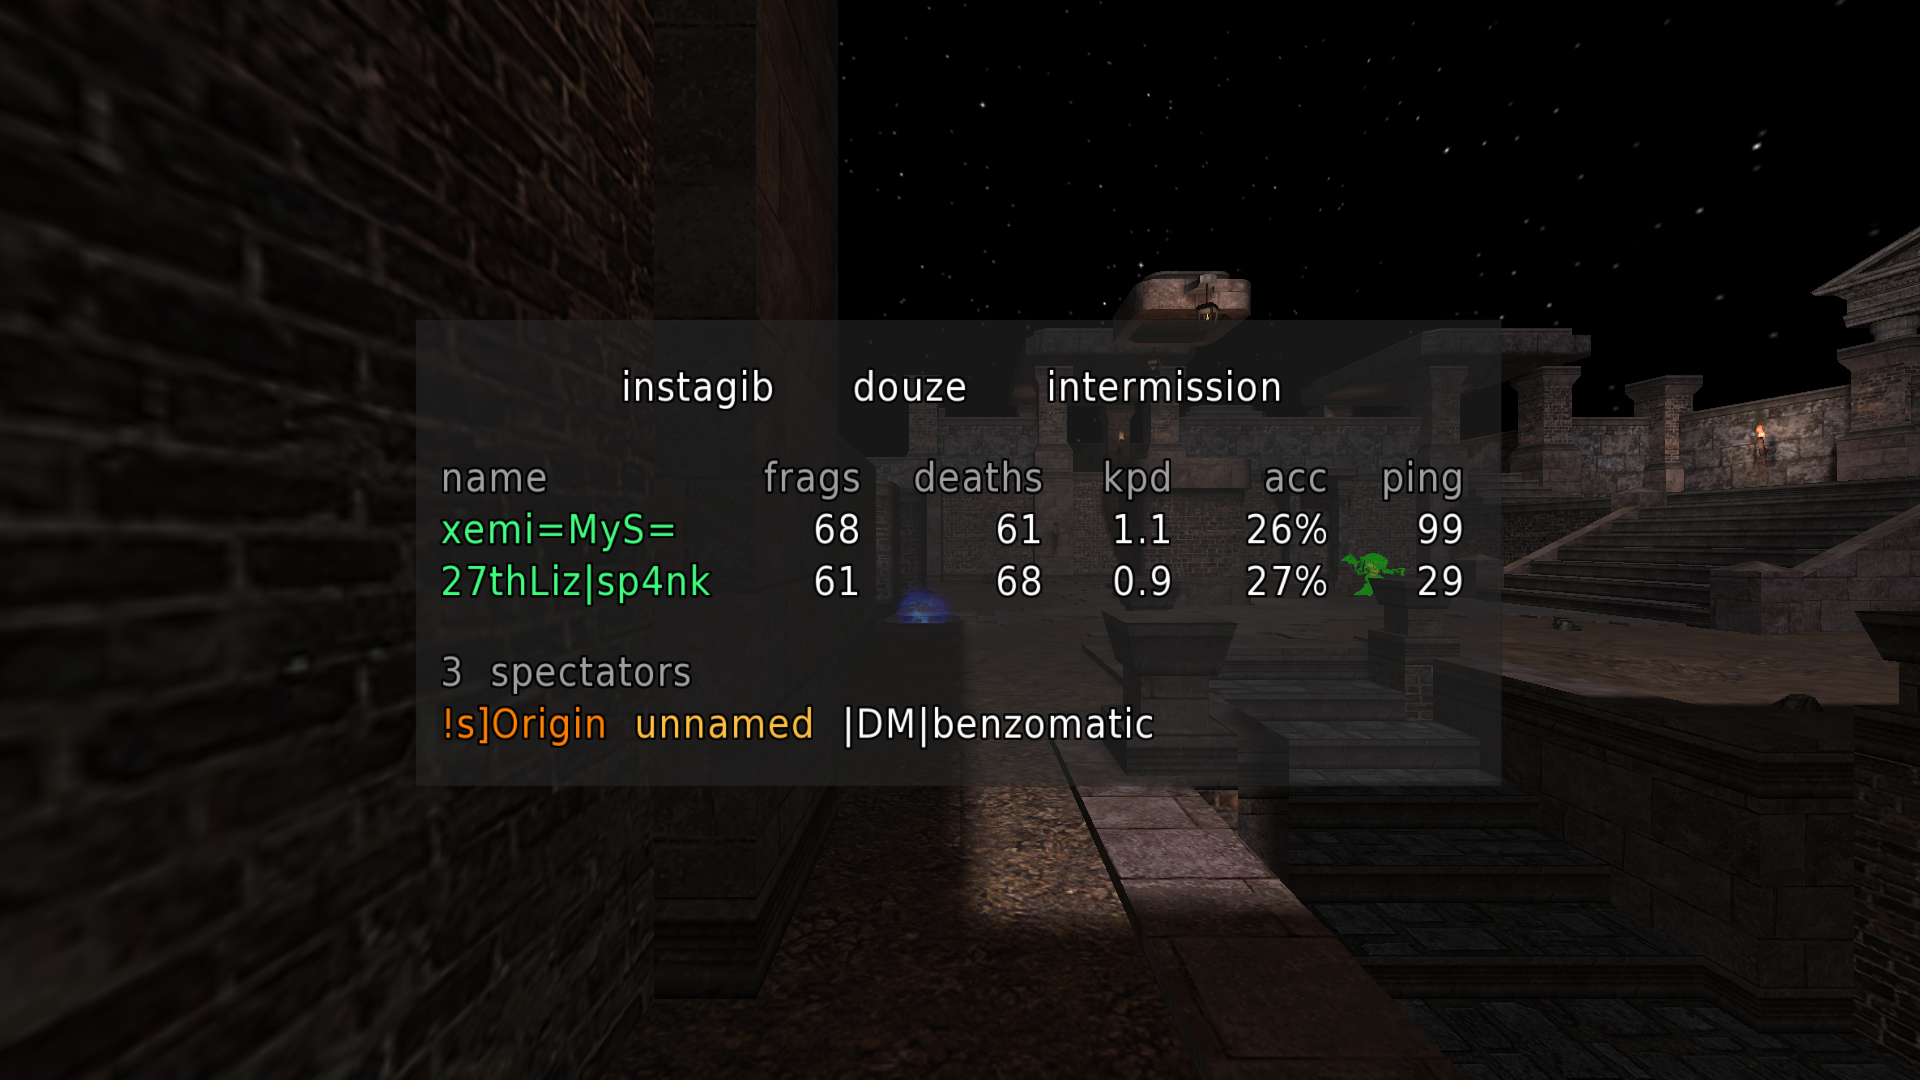 instagib douze intermission
name frags deaths kpd acc ping
xemi=MyS= 68 61 1.1 26% 99
27thLiz|sp4nk 61 68 0.9 27% 29
3 spectators
!s]Origin unnamed |DM|benzomatic